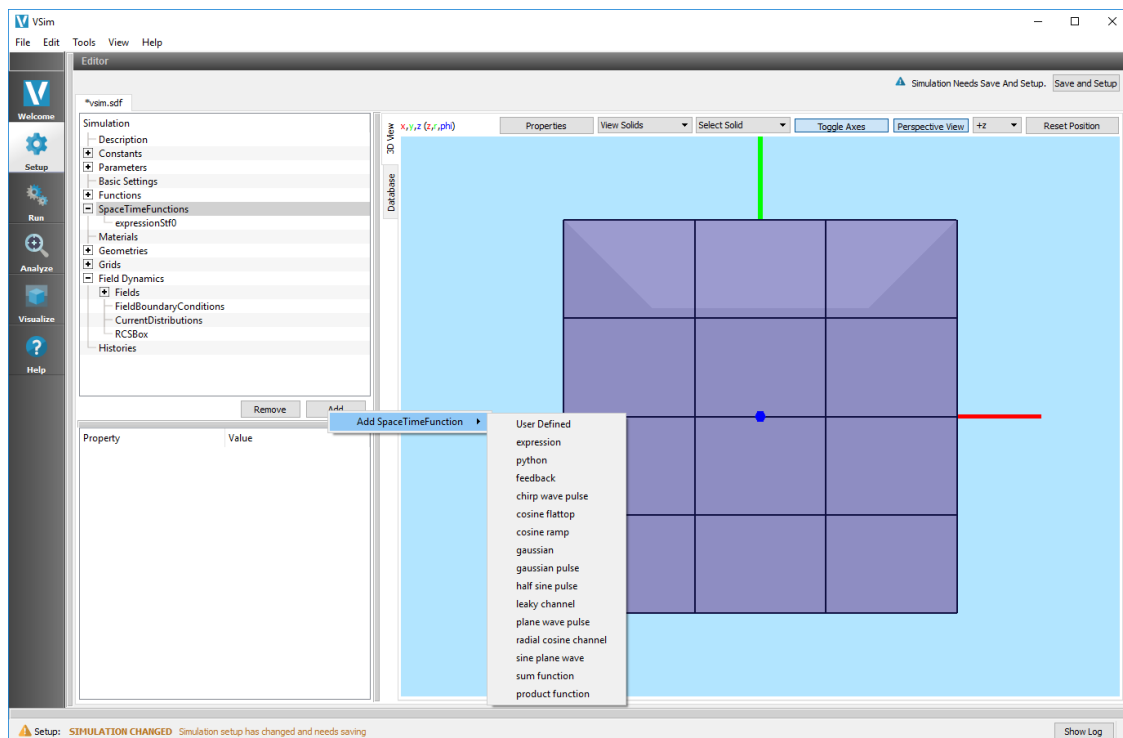 VSim
File Edit Tools View Help
Editor
Simulation Needs Save And Setup. Save and Setup
*vsim.sdf
Welcome
Setup
Run
Analyze
Visualize
Help
Simulation
Description
Constants
Parameters
Basic Settings
Functions
SpaceTimeFunctions
expressionStf0
Materials
Geometries
Grids
Field Dynamics
Fields
FieldBoundaryConditions
CurrentDistributions
RCSBox
Histories
Remove Add
Property Value
3D View
Database
x,y,z (z,r,phi) Properties View Solids Select Solid Toggle Axes Perspective View +z Reset Position
Add SpaceTimeFunction
User Defined
expression
python
feedback
chirp wave pulse
cosine flattop
cosine ramp
gaussian
gaussian pulse
half sine pulse
leaky channel
plane wave pulse
radial cosine channel
sine plane wave
sum function
product function
Setup: SIMULATION CHANGED Simulation setup has changed and needs saving Show Log